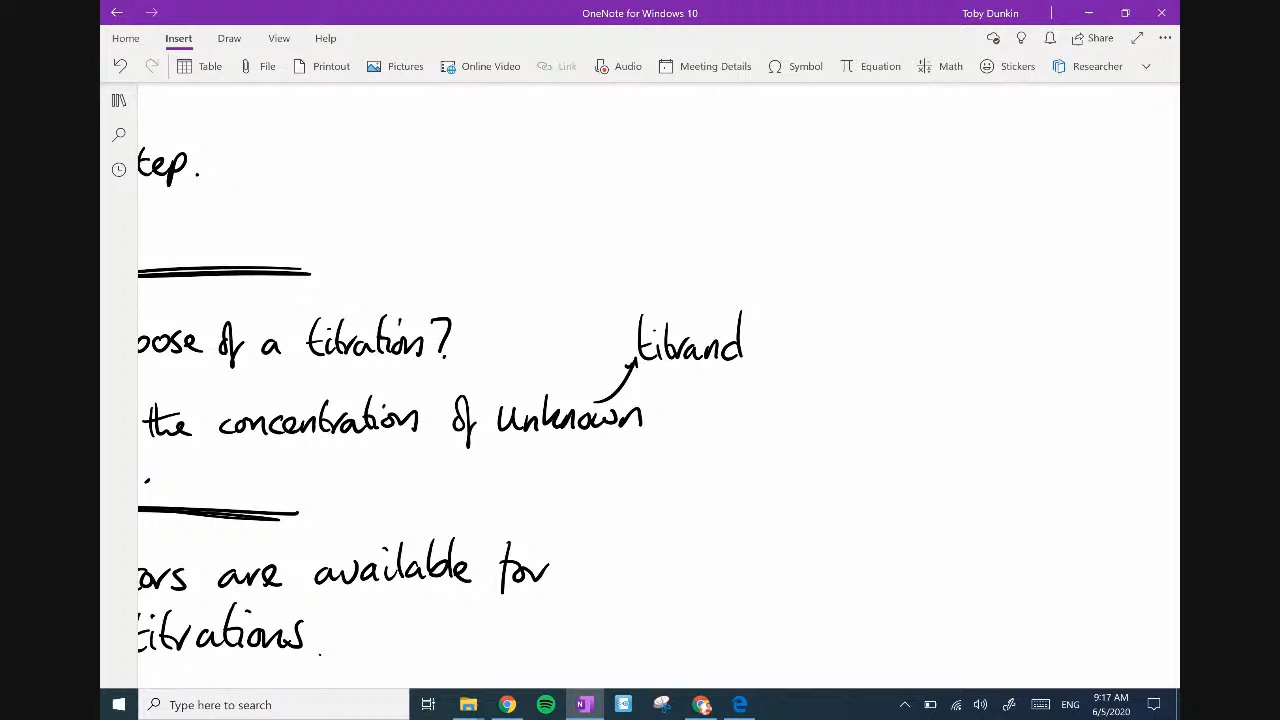 OneNote for Windows 10
Toby Dunkin
Home Insert Draw View Help
Share
Table File Printout Pictures Online Video Link Audio Meeting Details Symbol Equation Math Stickers Researcher
tep.
pose of a titration?
titrand
the concentration of unknown
.
ors are available for
titrations.
Type here to search
ENG
9:17 AM
6/5/2020